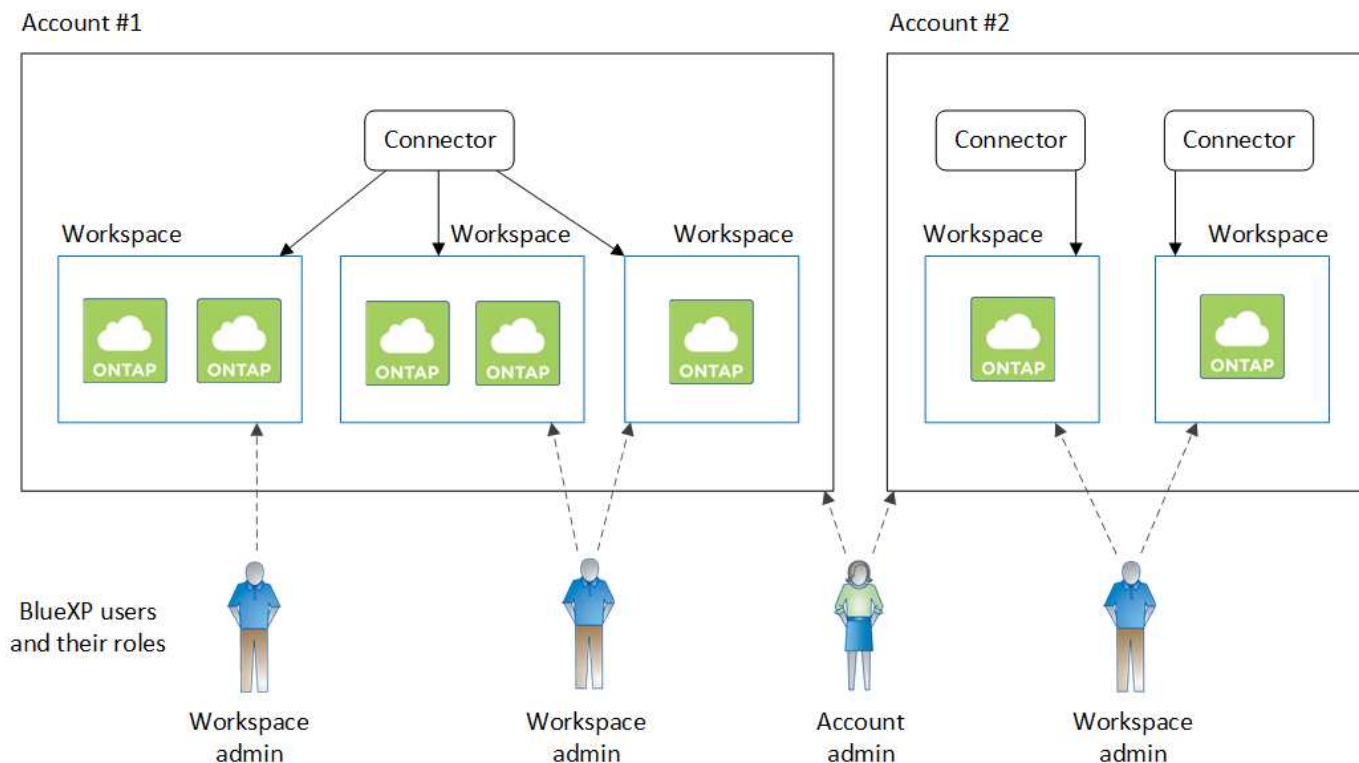 Account #1
Account #2
Connector
Connector
Connector
Workspace
Workspace
Workspace
Workspace
Workspace
ONTAP
ONTAP
ONTAP
ONTAP
ONTAP
ONTAP
ONTAP
BlueXP users
and their roles
Workspace
admin
Workspace
admin
Account
admin
Workspace
admin